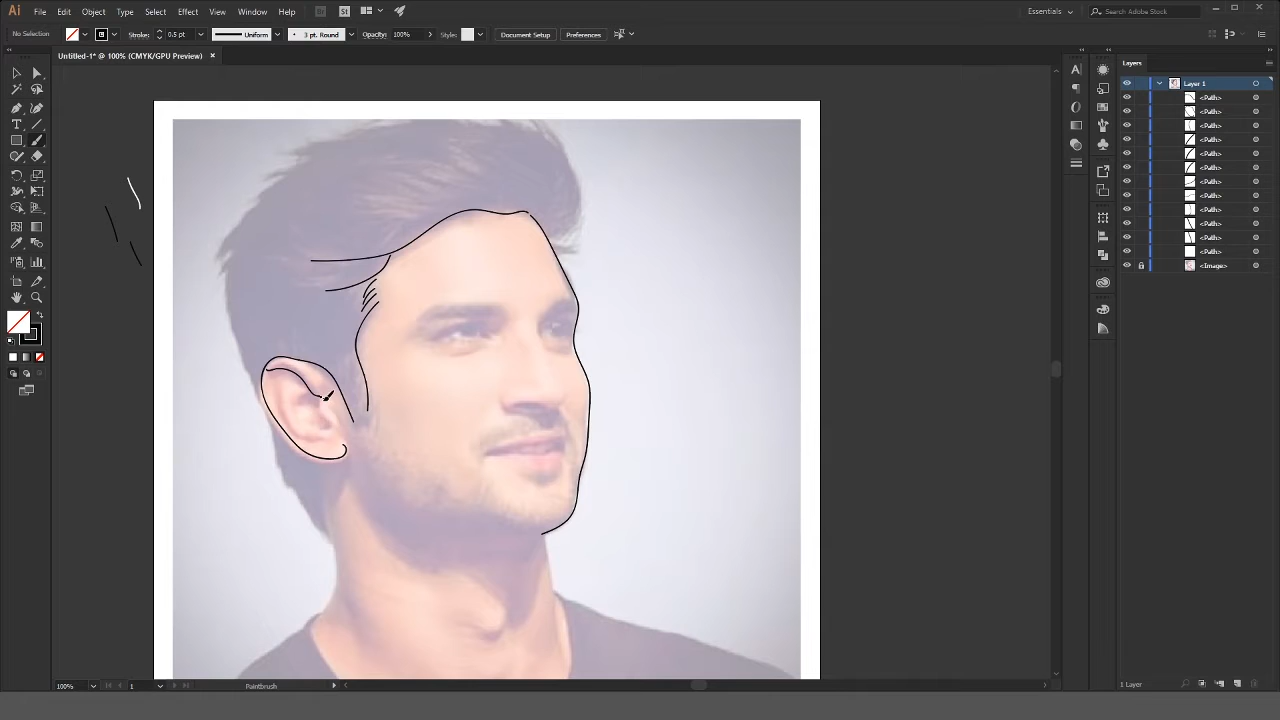 Ai File Edit Object Type Select Effect View Window Help Br St Essentials Search Adobe Stock
No Selection Stroke: 0.5 pt Uniform 3 pt. Round Opacity: 100% Style: Document Setup Preferences
Untitled-1* @ 100% (CMYK/GPU Preview) ×
Layers
Layer 1
<Path>
<Path>
<Path>
<Path>
<Path>
<Path>
<Path>
<Path>
<Path>
<Path>
<Path>
<Path>
<Image>
100% 1 Paintbrush 1 Layer